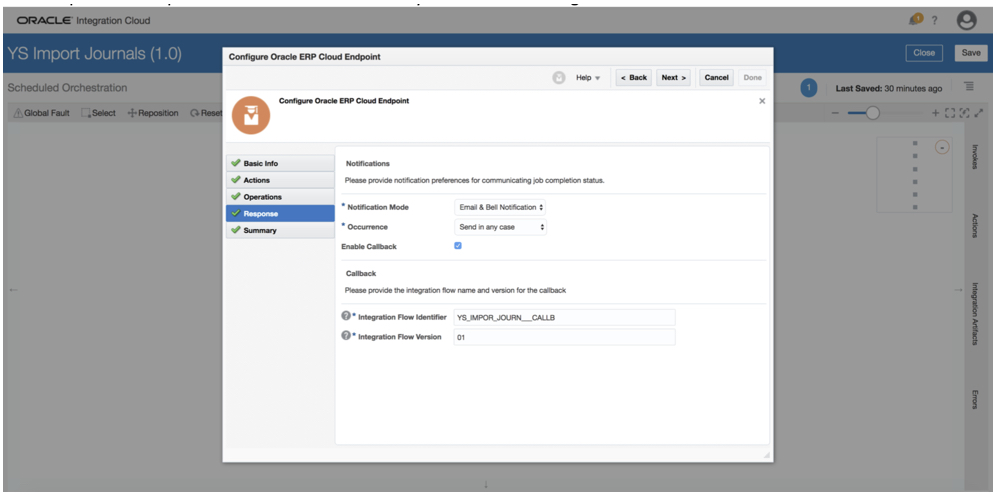 ORACLE Integration Cloud
?
YS Import Journals (1.0)
Close
Save
Configure Oracle ERP Cloud Endpoint
Help
< Back
Next >
Cancel
Done
Scheduled Orchestration
1
Last Saved: 30 minutes ago
Configure Oracle ERP Cloud Endpoint
Global Fault
Select
Reposition
Reset
Basic Info
Actions
Operations
Response
Summary
Notifications
Please provide notification preferences for communicating job completion status.
* Notification Mode
Email & Bell Notification
* Occurrence
Send in any case
Enable Callback
Callback
Please provide the integration flow name and version for the callback
* Integration Flow Identifier
YS_IMPOR_JOURN___CALLB
* Integration Flow Version
01
Invokes
Actions
Integration Artifacts
Errors